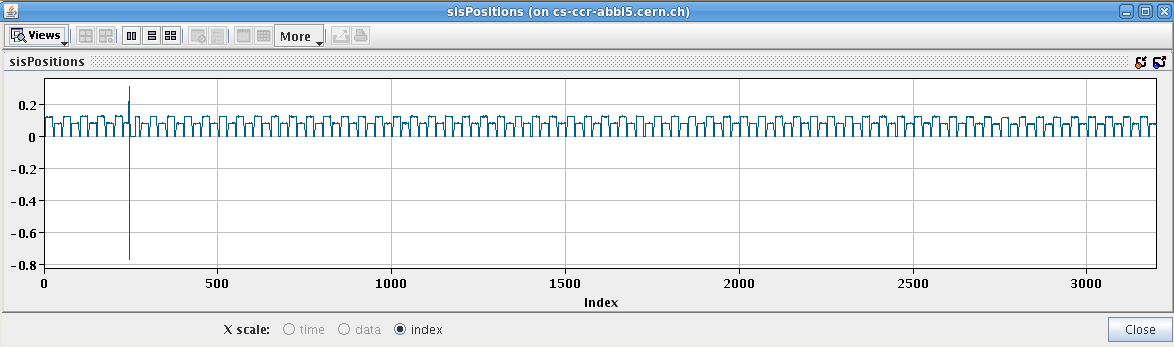 sisPositions (on cs-ccr-abbi5.cern.ch)
Views More
sisPositions
0.2
0
-0.2
-0.4
-0.6
-0.8
0 500 1000 1500 2000 2500 3000
Index
X scale: time data index Close